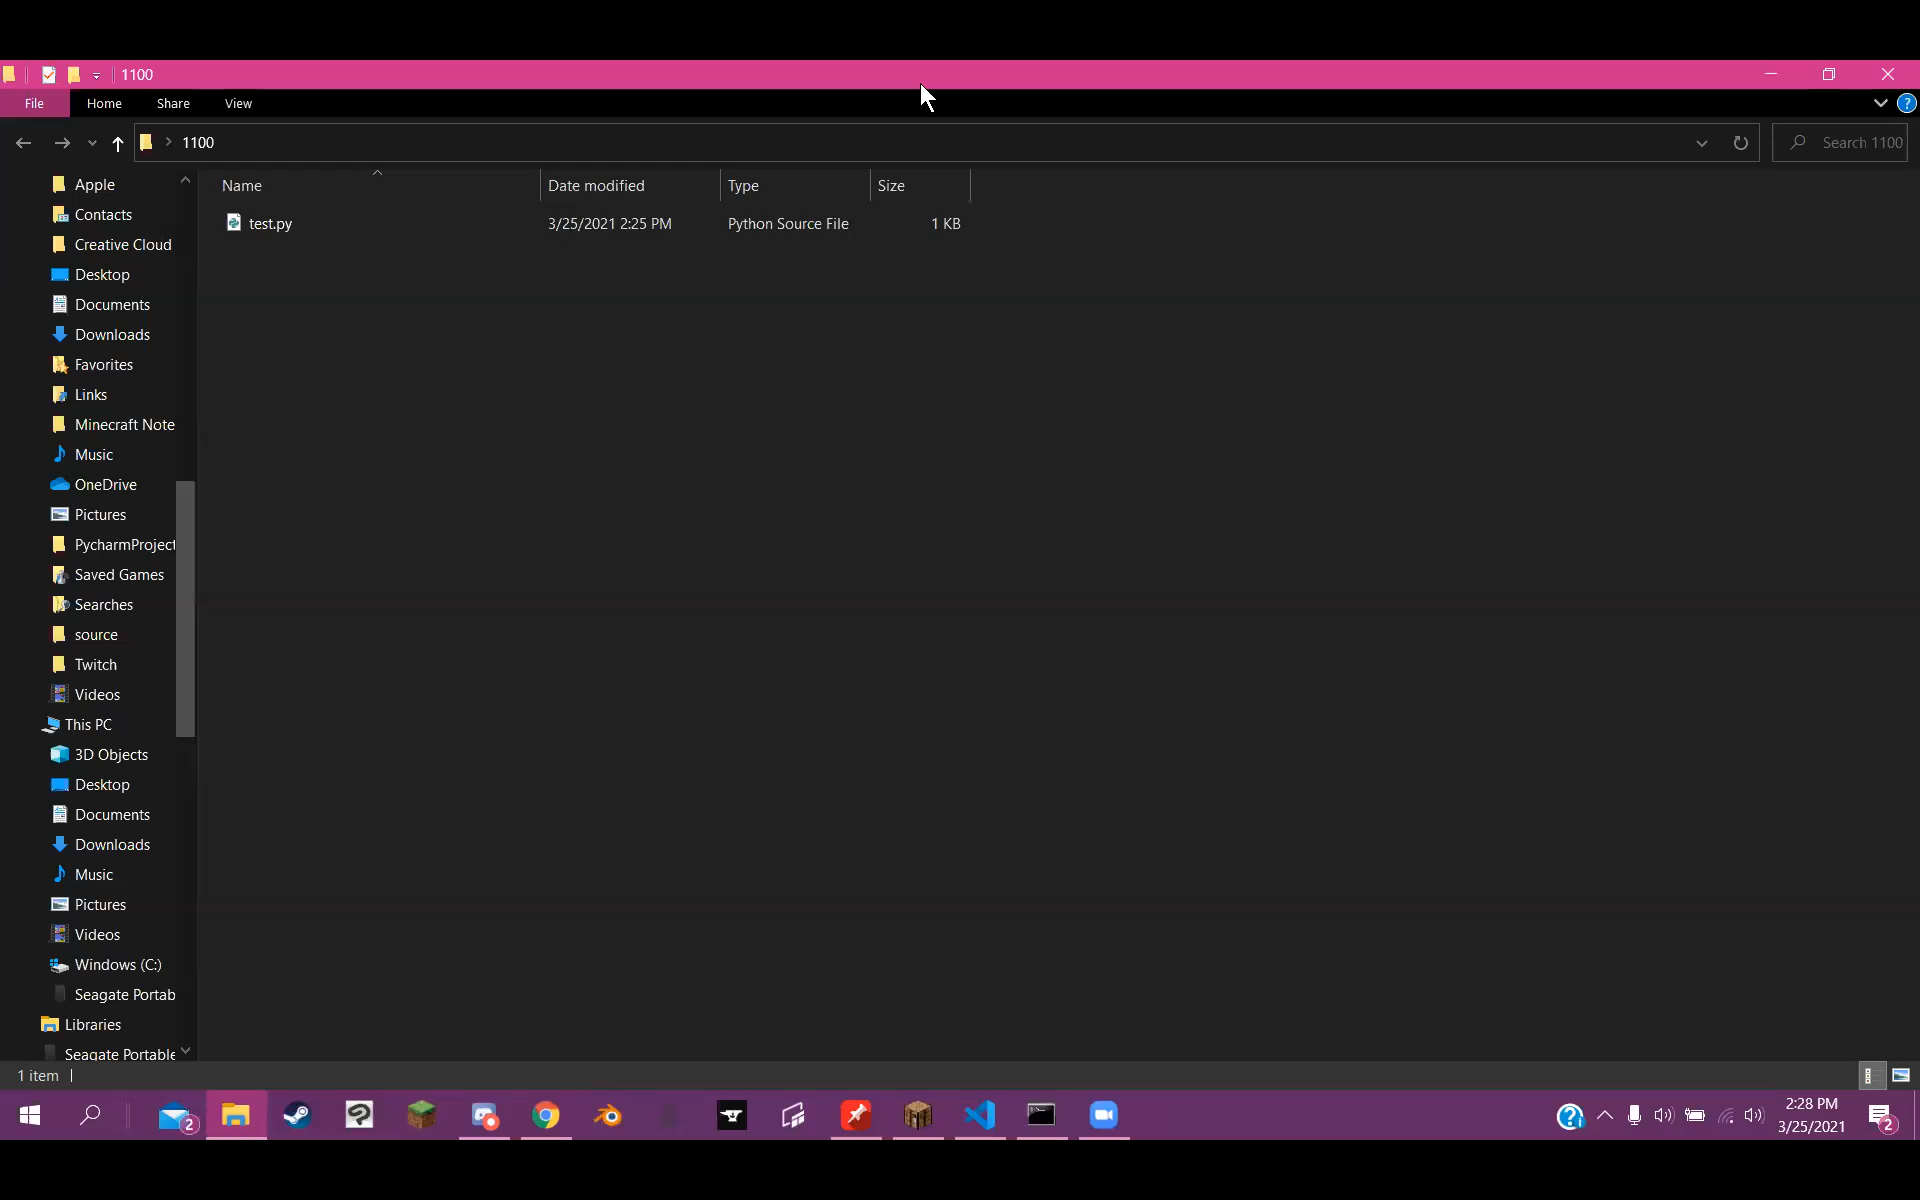 1100
File Home Share View ?
1100 Search 1100
Name Date modified Type Size
test.py 3/25/2021 2:25 PM Python Source File 1 KB
Apple
Contacts
Creative Cloud
Desktop
Documents
Downloads
Favorites
Links
Minecraft Note
Music
OneDrive
Pictures
PycharmProject
Saved Games
Searches
source
Twitch
Videos
This PC
3D Objects
Desktop
Documents
Downloads
Music
Pictures
Videos
Windows (C:)
Seagate Portab
Libraries
Seagate Portable
1 item
2 2:28 PM
3/25/2021 2